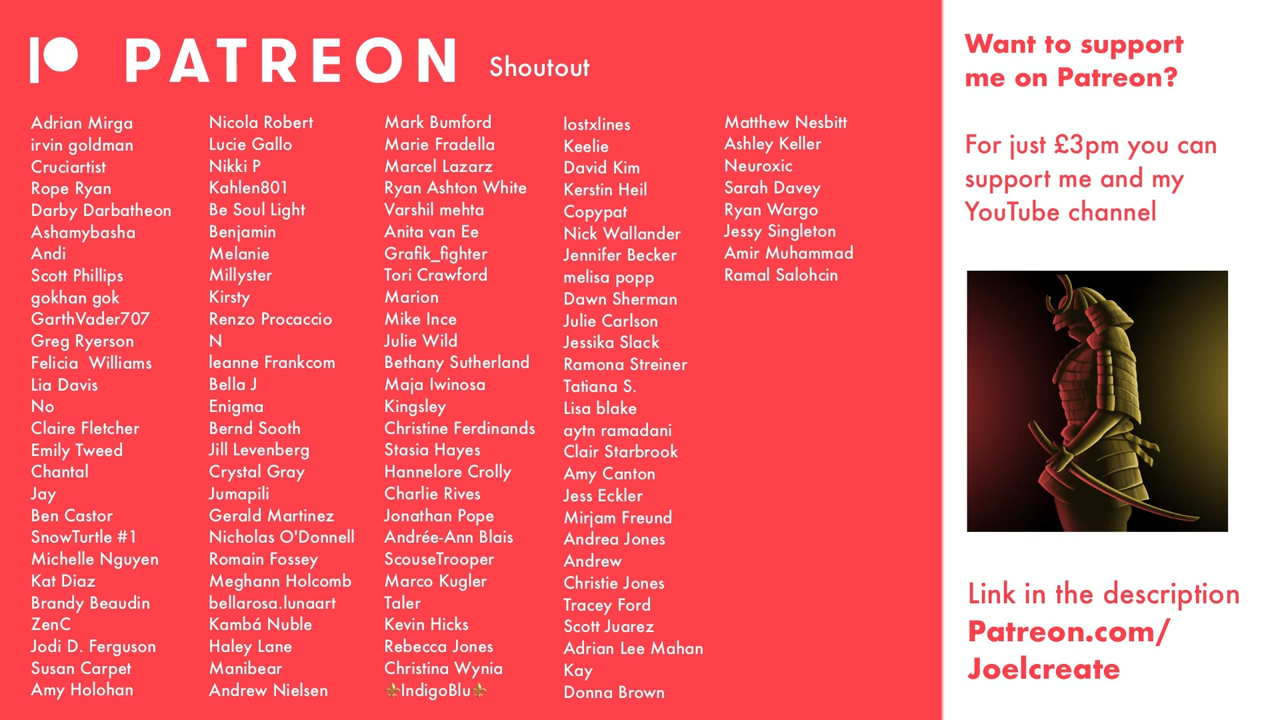 PATREON Shoutout
Adrian Mirga
irvin goldman
Cruciartist
Rope Ryan
Darby Darbatheon
Ashamybasha
Andi
Scott Phillips
gokhan gok
GarthVader707
Greg Ryerson
Felicia  Williams
Lia Davis
No
Claire Fletcher
Emily Tweed
Chantal
Jay
Ben Castor
SnowTurtle #1
Michelle Nguyen
Kat Diaz
Brandy Beaudin
ZenC
Jodi D. Ferguson
Susan Carpet
Amy Holohan
Nicola Robert
Lucie Gallo
Nikki P
Kahlen801
Be Soul Light
Benjamin
Melanie
Millyster
Kirsty
Renzo Procaccio
N
leanne Frankcom
Bella J
Enigma
Bernd Sooth
Jill Levenberg
Crystal Gray
Jumapili
Gerald Martinez
Nicholas O'Donnell
Romain Fossey
Meghann Holcomb
bellarosa.lunaart
Kambá Nuble
Haley Lane
Manibear
Andrew Nielsen
Mark Bumford
Marie Fradella
Marcel Lazarz
Ryan Ashton White
Varshil mehta
Anita van Ee
Grafik_fighter
Tori Crawford
Marion
Mike Ince
Julie Wild
Bethany Sutherland
Maja Iwinosa
Kingsley
Christine Ferdinands
Stasia Hayes
Hannelore Crolly
Charlie Rives
Jonathan Pope
Andrée-Ann Blais
ScouseTrooper
Marco Kugler
Taler
Kevin Hicks
Rebecca Jones
Christina Wynia
⚜️IndigoBlu⚜️
lostxlines
Keelie
David Kim
Kerstin Heil
Copypat
Nick Wallander
Jennifer Becker
melisa popp
Dawn Sherman
Julie Carlson
Jessika Slack
Ramona Streiner
Tatiana S.
Lisa blake
aytn ramadani
Clair Starbrook
Amy Canton
Jess Eckler
Mirjam Freund
Andrea Jones
Andrew
Christie Jones
Tracey Ford
Scott Juarez
Adrian Lee Mahan
Kay
Donna Brown
Matthew Nesbitt
Ashley Keller
Neuroxic
Sarah Davey
Ryan Wargo
Jessy Singleton
Amir Muhammad
Ramal Salohcin
Want to support
me on Patreon?
For just £3pm you can
support me and my
YouTube channel
Link in the description
Patreon.com/
Joelcreate